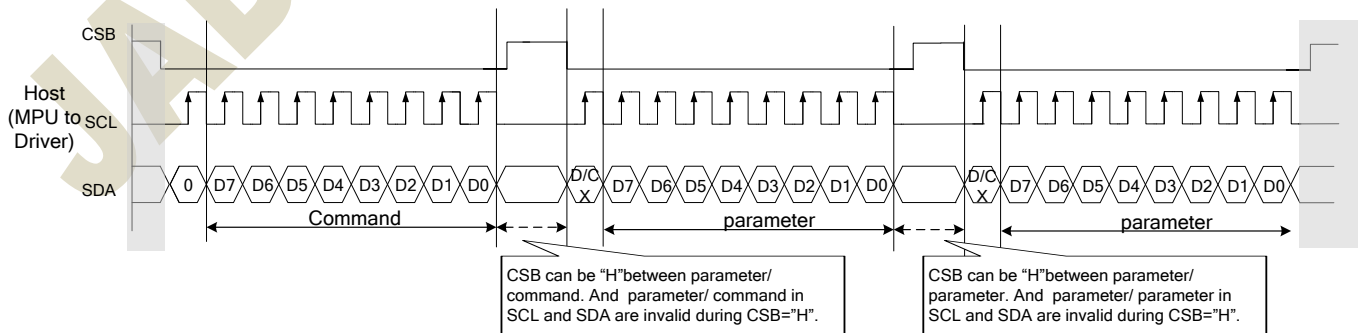 JAD
CSB
Host
(MPU to
Driver)
SCL
SDA
0 D7 D6 D5 D4 D3 D2 D1 D0
D/C
X
D7 D6 D5 D4 D3 D2 D1 D0
D/C
X
D7 D6 D5 D4 D3 D2 D1 D0
Command
parameter
parameter
CSB can be “H”between parameter/
command. And parameter/ command in
SCL and SDA are invalid during CSB=”H”.
CSB can be “H”between parameter/
parameter. And parameter/ parameter in
SCL and SDA are invalid during CSB=”H”.